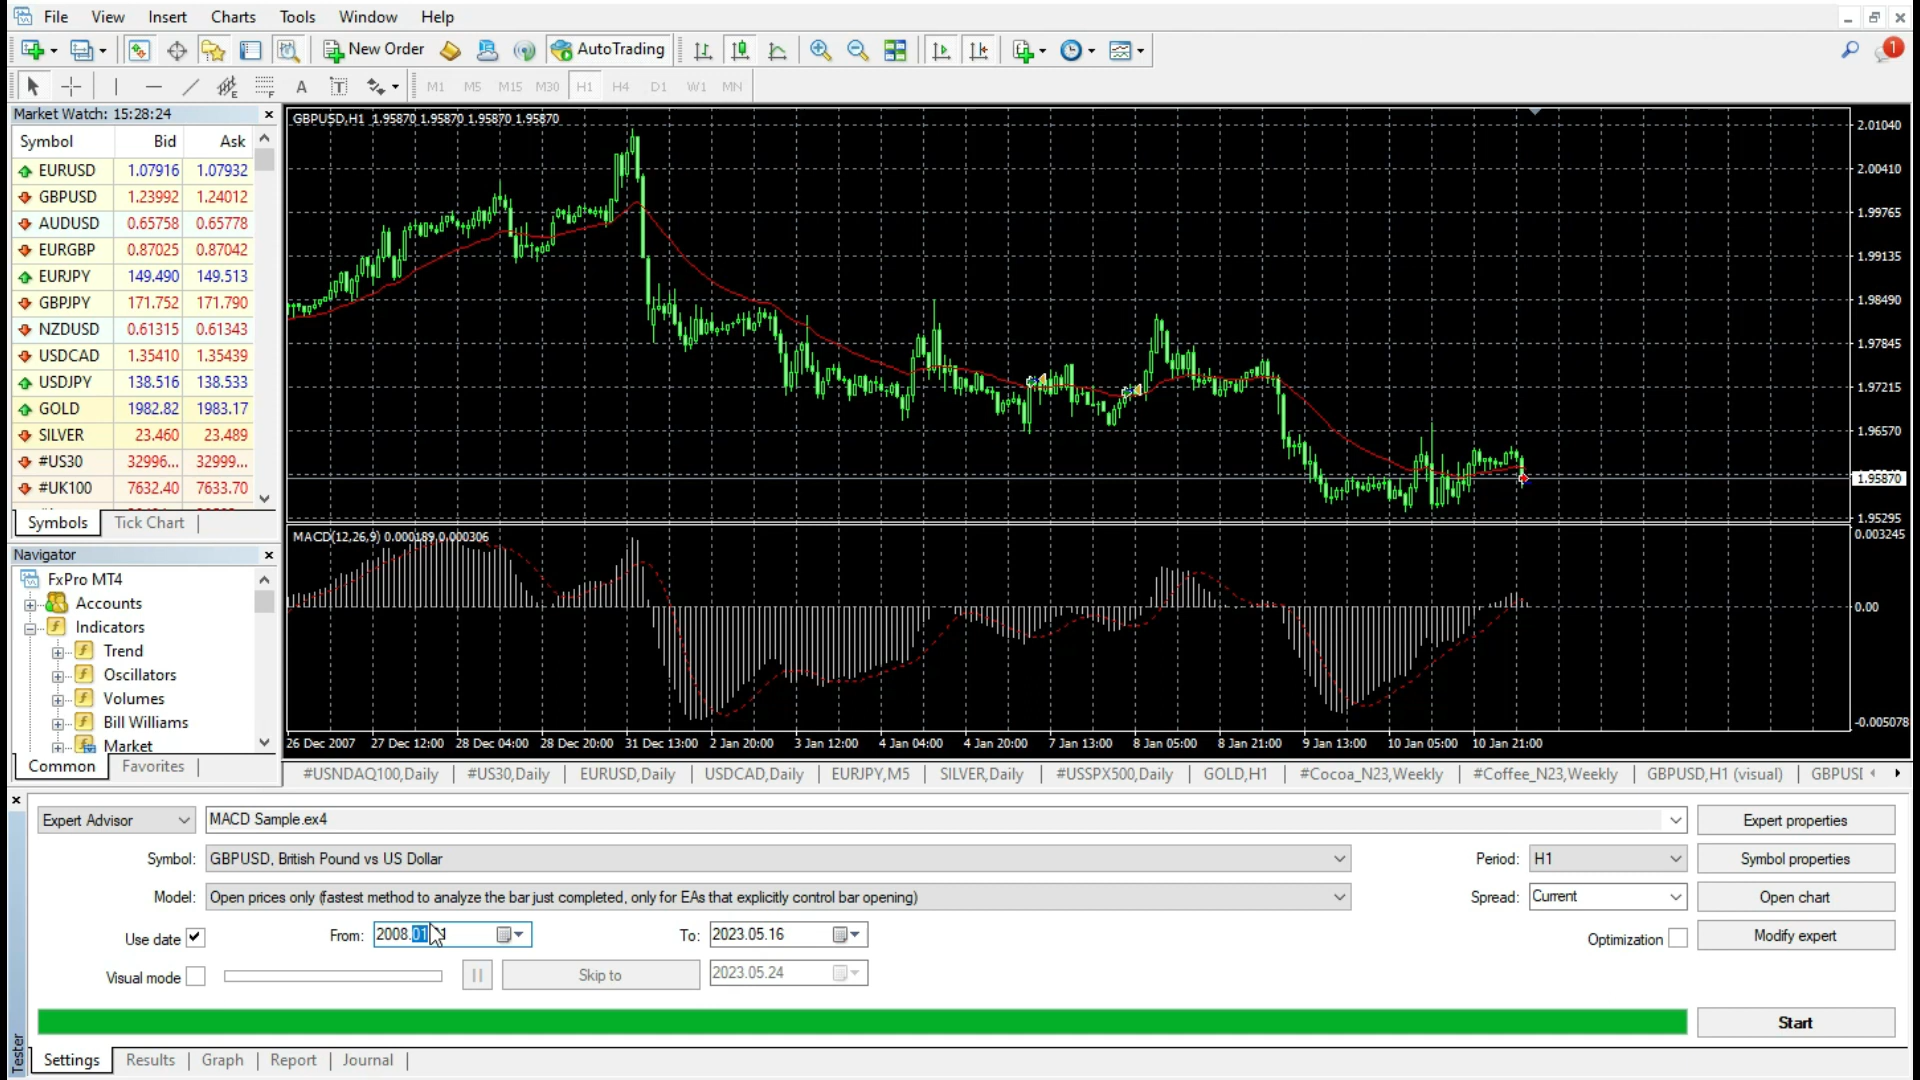 File View Insert Charts Tools Window Help
New Order AutoTrading 1
A T M1 M5 M15 M30 H1 H4 D1 W1 MN
Market Watch: 15:28:24
Symbol Bid Ask
EURUSD 1.07916 1.07932
GBPUSD 1.23992 1.24012
AUDUSD 0.65758 0.65778
EURGBP 0.87025 0.87042
EURJPY 149.490 149.513
GBPJPY 171.752 171.790
NZDUSD 0.61315 0.61343
USDCAD 1.35410 1.35439
USDJPY 138.516 138.533
GOLD 1982.82 1983.17
SILVER 23.460 23.489
#US30 32996... 32999...
#UK100 7632.40 7633.70
Symbols Tick Chart
Navigator
FxPro MT4
Accounts
Indicators
Trend
Oscillators
Volumes
Bill Williams
Market
Common Favorites
GBPUSD,H1 1.95870 1.95870 1.95870 1.95870
2.01040
2.00410
1.99765
1.99135
1.98490
1.97845
1.97215
1.96570
1.95870
1.95295
MACD(12,26,9) 0.000189 0.000306
0.003245
0.00
-0.005078
26 Dec 2007 27 Dec 12:00 28 Dec 04:00 28 Dec 20:00 31 Dec 13:00 2 Jan 20:00 3 Jan 12:00 4 Jan 04:00 4 Jan 20:00 7 Jan 13:00 8 Jan 05:00 8 Jan 21:00 9 Jan 13:00 10 Jan 05:00 10 Jan 21:00
#USNDAQ100,Daily #US30,Daily EURUSD,Daily USDCAD,Daily EURJPY,M5 SILVER,Daily #USSPX500,Daily GOLD,H1 #Cocoa_N23,Weekly #Coffee_N23,Weekly GBPUSD,H1 (visual) GBPUSI
Expert Advisor MACD Sample.ex4 Expert properties
Symbol: GBPUSD, British Pound vs US Dollar Period: H1 Symbol properties
Model: Open prices only (fastest method to analyze the bar just completed, only for EAs that explicitly control bar opening) Spread: Current Open chart
Use date From: 2008.01 To: 2023.05.16 Optimization Modify expert
Visual mode Skip to 2023.05.24
Start
Tester
Settings Results Graph Report Journal